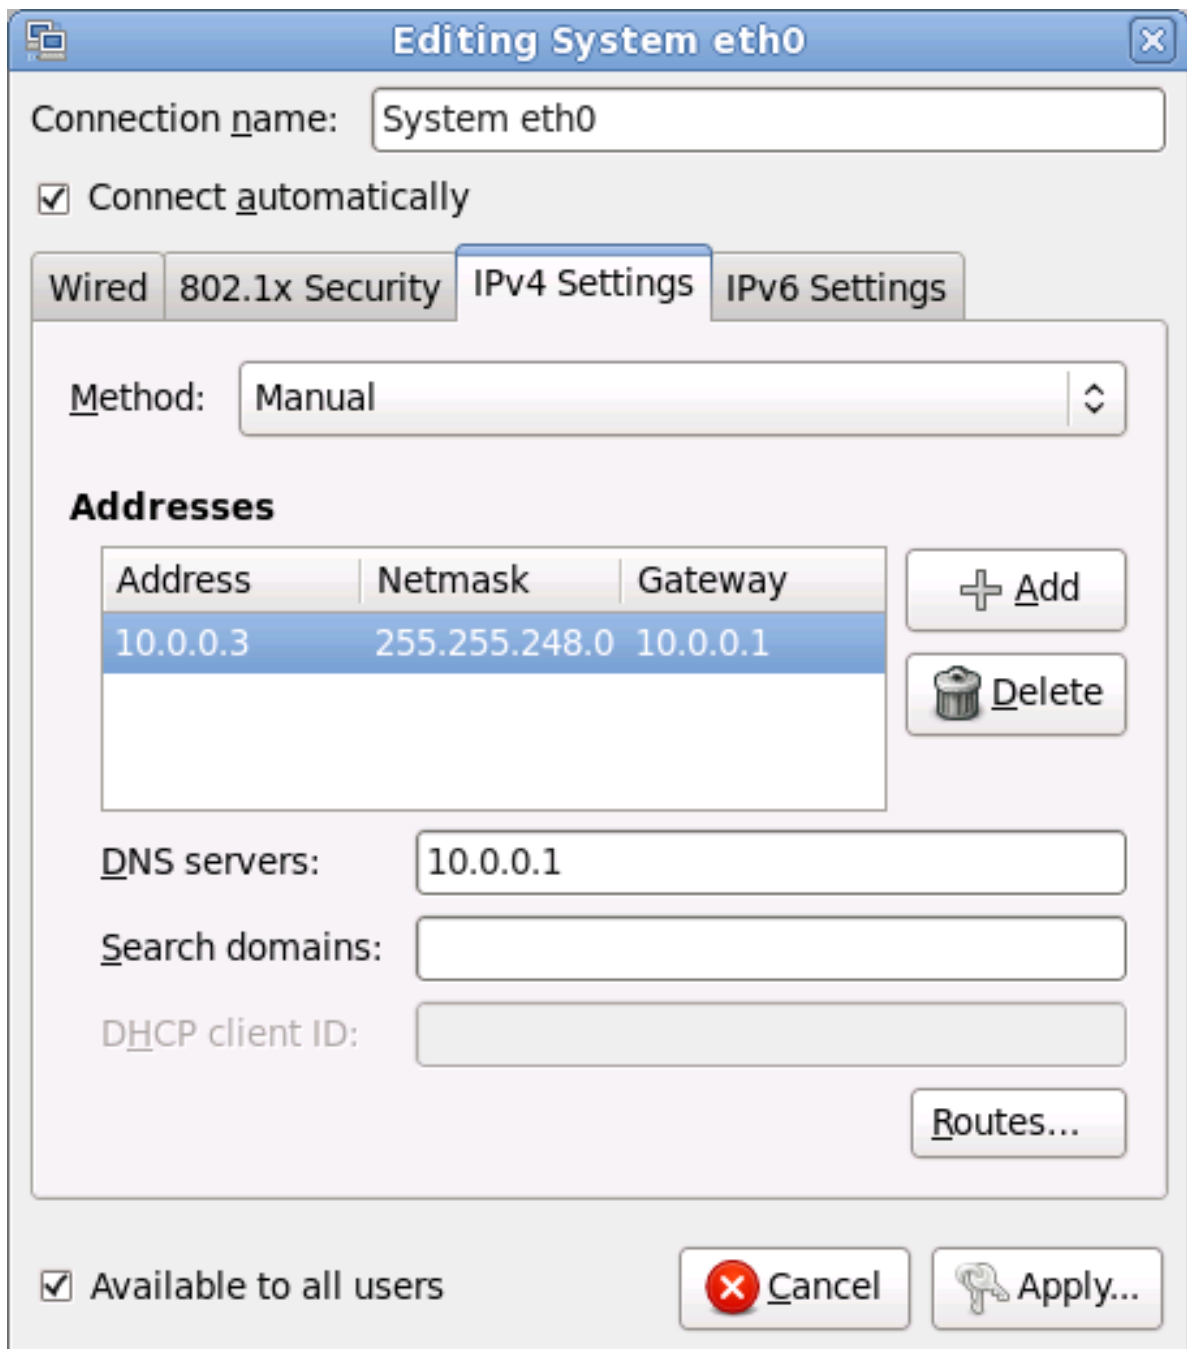 Editing System eth0
Connection name: System eth0
Connect automatically
Wired 802.1x Security IPv4 Settings IPv6 Settings
Method: Manual
Addresses
Address Netmask Gateway
10.0.0.3 255.255.248.0 10.0.0.1
Add
Delete
DNS servers: 10.0.0.1
Search domains:
DHCP client ID:
Routes...
Available to all users Cancel Apply...